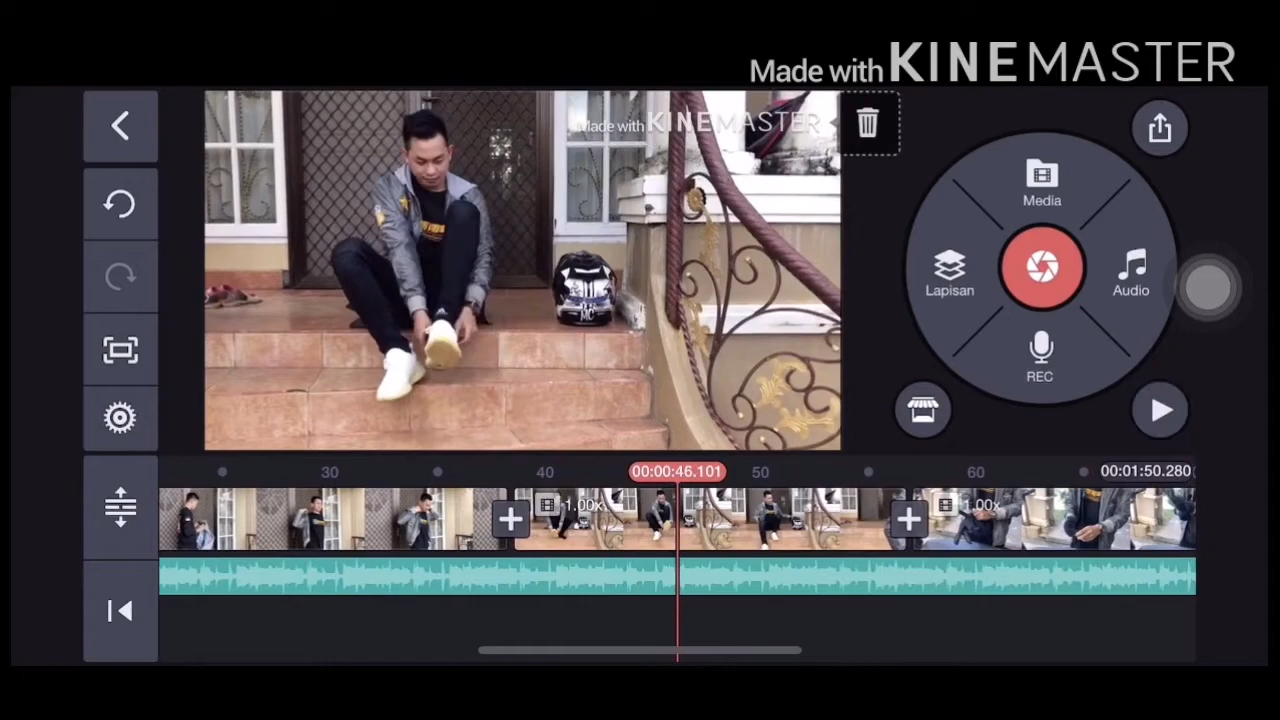 Made with KINEMASTER
Made with KINEMASTER
Media
Lapisan
Audio
REC
30
40
00:00:46.101
50
60
00:01:50.280
1.00x
1.00x